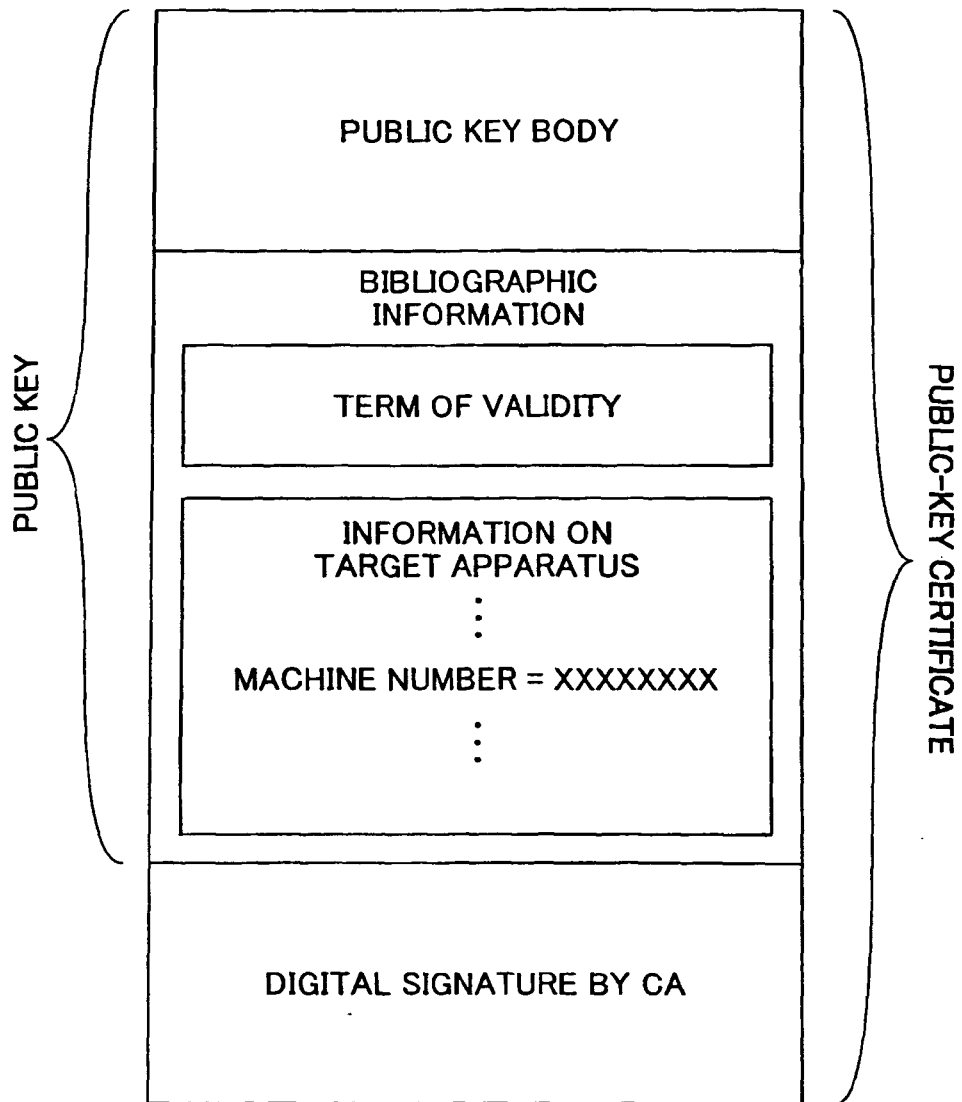 PUBLIC KEY BODY
BIBLIOGRAPHIC
INFORMATION
TERM OF VALIDITY
INFORMATION ON
TARGET APPARATUS
MACHINE NUMBER = XXXXXXXX
DIGITAL SIGNATURE BY CA
PUBLIC KEY
PUBLIC-KEY CERTIFICATE